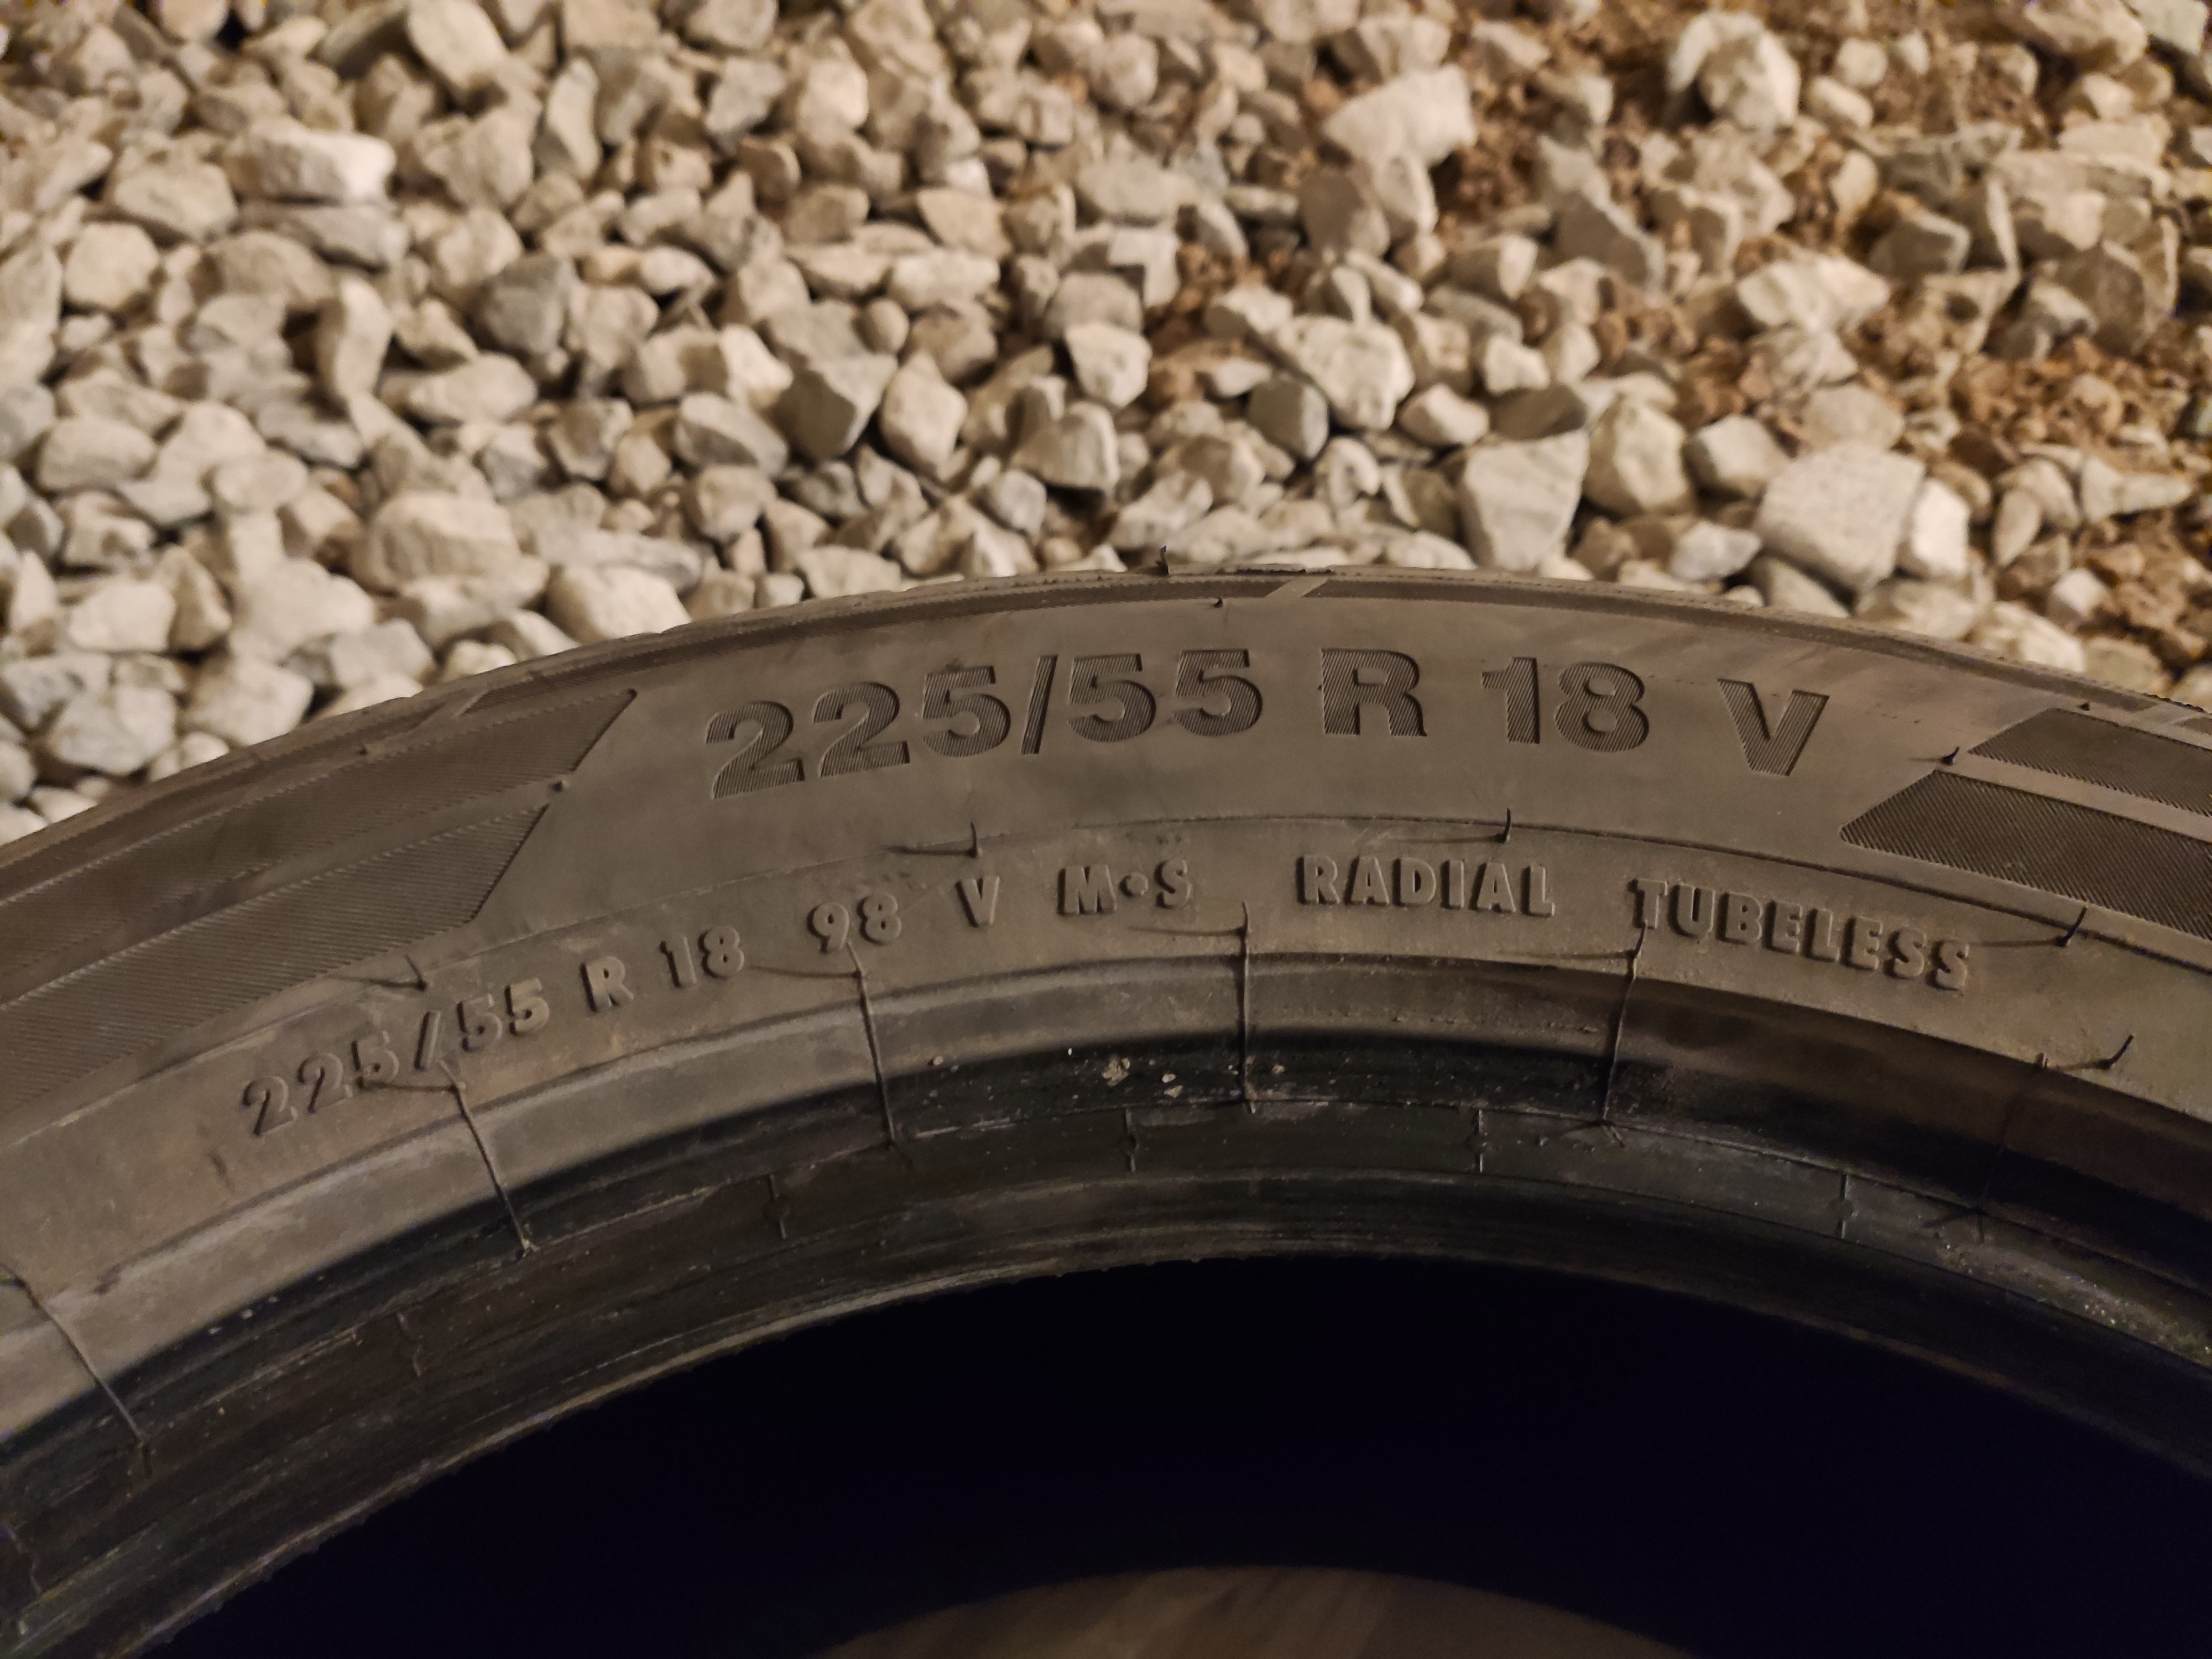 225/55 R 18 V
225/55 R 18 98 V M•S RADIAL TUBELESS